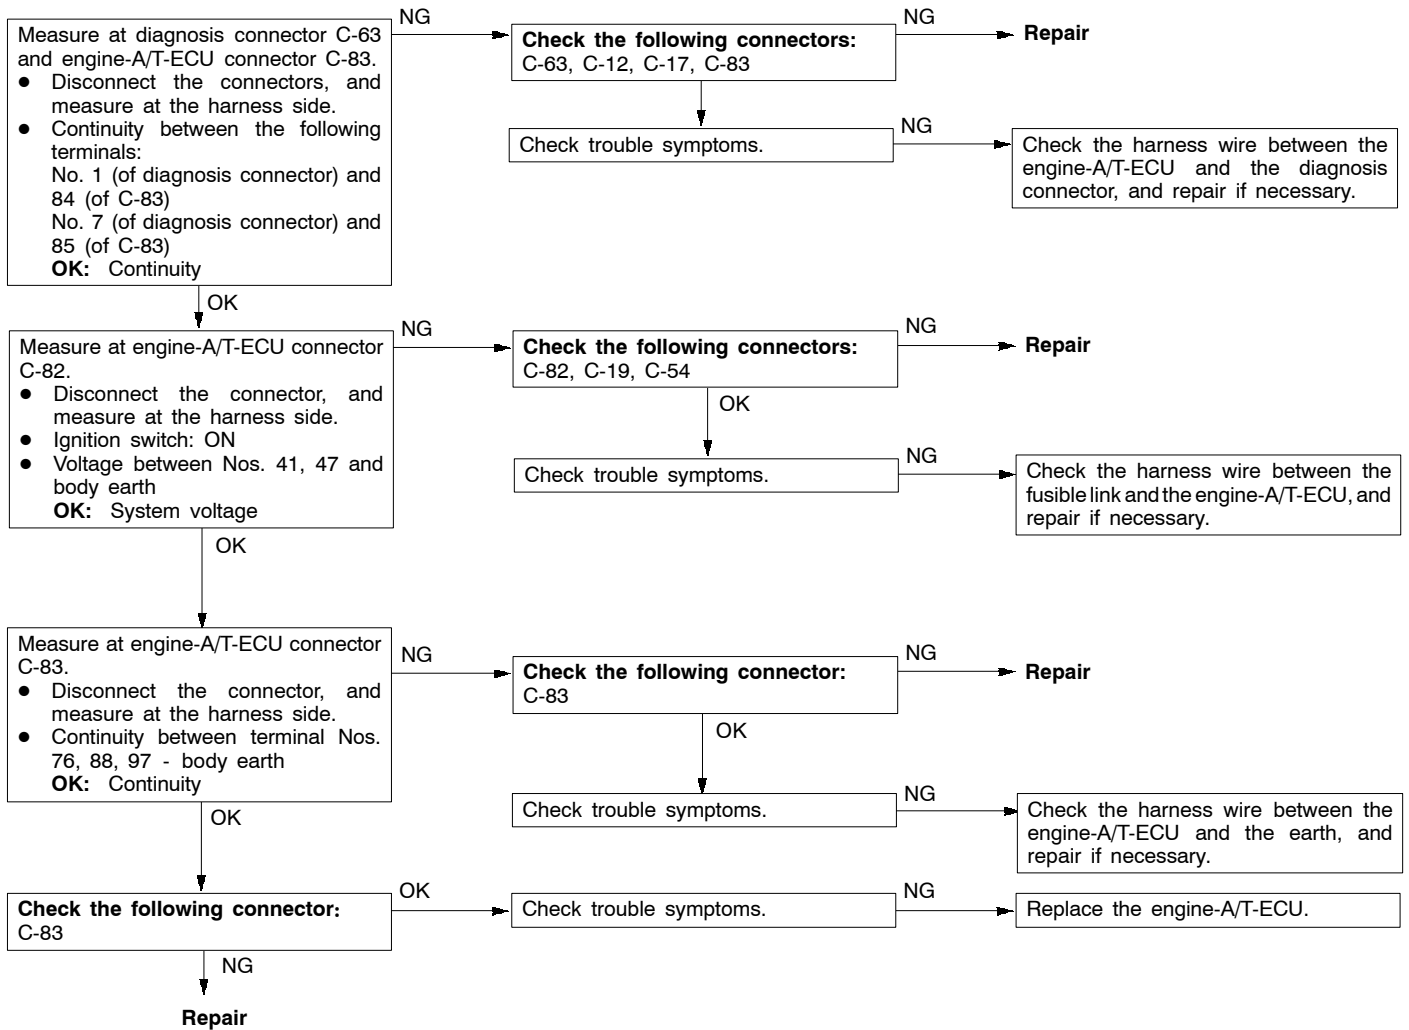 Measure at diagnosis connector C-63
and engine-A/T-ECU connector C-83.
● Disconnect the connectors, and
measure at the harness side.
● Continuity between the following
terminals:
No. 1 (of diagnosis connector) and
84 (of C-83)
No. 7 (of diagnosis connector) and
85 (of C-83)
OK: Continuity
NG
Check the following connectors:
C-63, C-12, C-17, C-83
NG
Repair
Check trouble symptoms.
NG
Check the harness wire between the
engine-A/T-ECU and the diagnosis
connector, and repair if necessary.
OK
Measure at engine-A/T-ECU connector
C-82.
● Disconnect the connector, and
measure at the harness side.
● Ignition switch: ON
● Voltage between Nos. 41, 47 and
body earth
OK: System voltage
NG
Check the following connectors:
C-82, C-19, C-54
NG
Repair
OK
Check trouble symptoms.
NG
Check the harness wire between the
fusible link and the engine-A/T-ECU, and
repair if necessary.
OK
Measure at engine-A/T-ECU connector
C-83.
● Disconnect the connector, and
measure at the harness side.
● Continuity between terminal Nos.
76, 88, 97 - body earth
OK: Continuity
NG
Check the following connector:
C-83
NG
Repair
OK
Check trouble symptoms.
NG
Check the harness wire between the
engine-A/T-ECU and the earth, and
repair if necessary.
OK
Check the following connector:
C-83
OK
Check trouble symptoms.
NG
Replace the engine-A/T-ECU.
NG
Repair